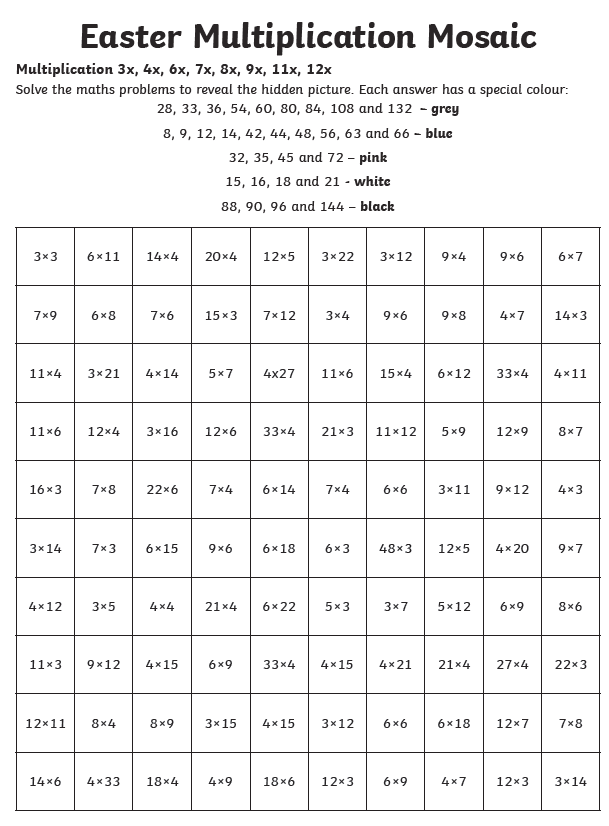 Easter Multiplication Mosaic
Multiplication 3x, 4x, 6x, 7x, 8x, 9x, 11x, 12x
Solve the maths problems to reveal the hidden picture. Each answer has a special colour:
28, 33, 36, 54, 60, 80, 84, 108 and 132 – grey
8, 9, 12, 14, 42, 44, 48, 56, 63 and 66 – blue
32, 35, 45 and 72 – pink
15, 16, 18 and 21 - white
88, 90, 96 and 144 – black
3×3 6×11 14×4 20×4 12×5 3×22 3×12 9×4 9×6 6×7
7×9 6×8 7×6 15×3 7×12 3×4 9×6 9×8 4×7 14×3
11×4 3×21 4×14 5×7 4x27 11×6 15×4 6×12 33×4 4×11
11×6 12×4 3×16 12×6 33×4 21×3 11×12 5×9 12×9 8×7
16×3 7×8 22×6 7×4 6×14 7×4 6×6 3×11 9×12 4×3
3×14 7×3 6×15 9×6 6×18 6×3 48×3 12×5 4×20 9×7
4×12 3×5 4×4 21×4 6×22 5×3 3×7 5×12 6×9 8×6
11×3 9×12 4×15 6×9 33×4 4×15 4×21 21×4 27×4 22×3
12×11 8×4 8×9 3×15 4×15 3×12 6×6 6×18 12×7 7×8
14×6 4×33 18×4 4×9 18×6 12×3 6×9 4×7 12×3 3×14